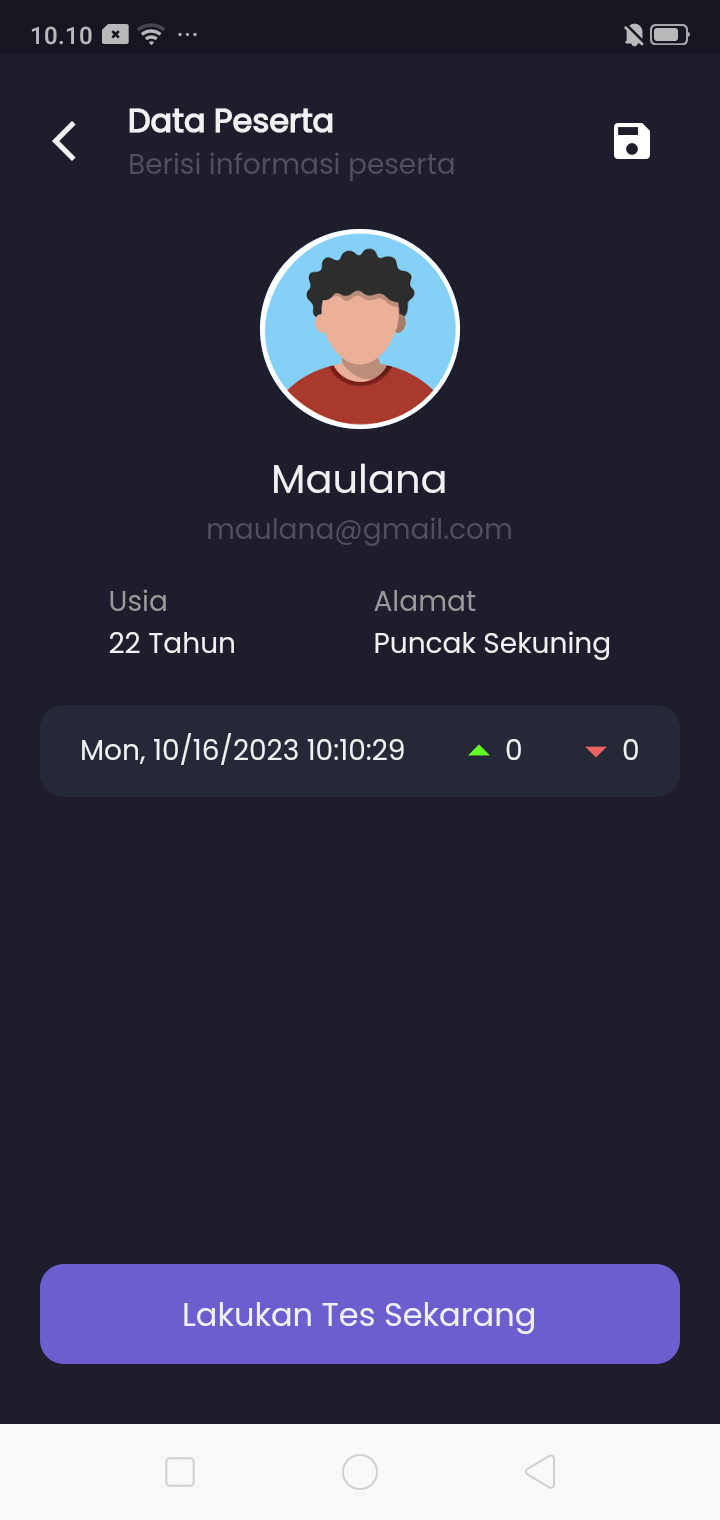 10.10
Data Peserta
Berisi informasi peserta
Maulana
maulana@gmail.com
Usia Alamat
22 Tahun Puncak Sekuning
Mon, 10/16/2023 10:10:29 0 0
Lakukan Tes Sekarang